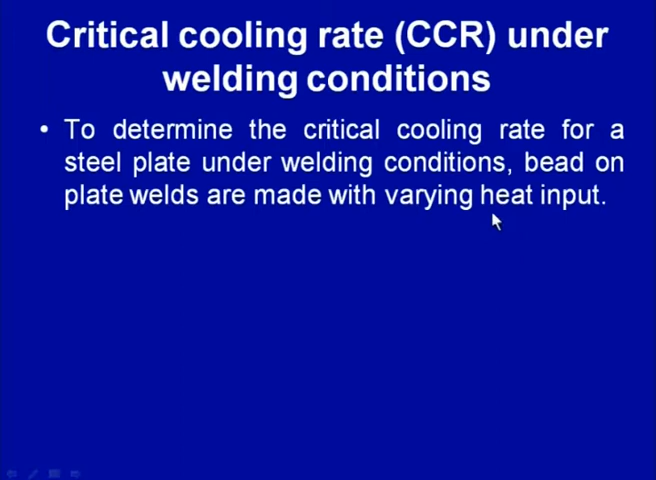 Critical cooling rate (CCR) under
welding conditions
• To determine the critical cooling rate for a
steel plate under welding conditions, bead on
plate welds are made with varying heat input.